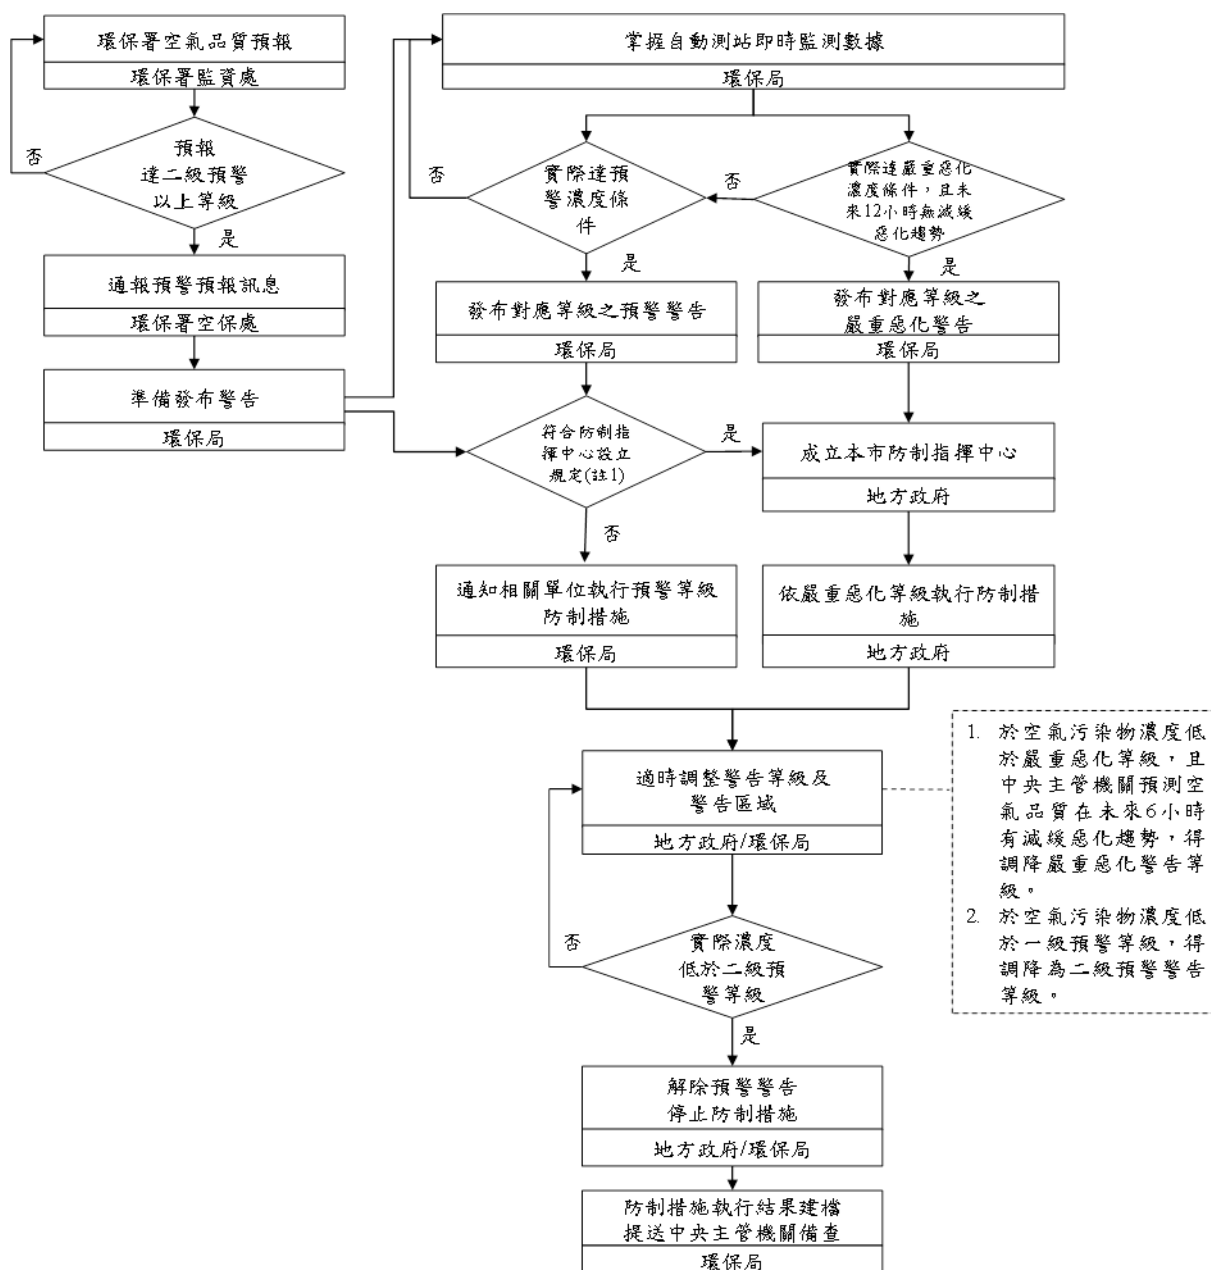 環保署空氣品質預報
環保署監資處
否
預報
達二級預警
以上等級
是
通報預警預報訊息
環保署空保處
準備發布警告
環保局
掌握自動測站即時監測數據
環保局
否
實際達預
警濃度條
件
否
實際達嚴重惡化
濃度條件，且未
來12小時無減緩
惡化趨勢
是
是
發布對應等級之預警警告
環保局
發布對應等級之
嚴重惡化警告
環保局
符合防制指
揮中心設立
規定(註1)
是
成立本市防制指揮中心
地方政府
否
通知相關單位執行預警等級
防制措施
環保局
依嚴重惡化等級執行防制措
施
地方政府
適時調整警告等級及
警告區域
地方政府/環保局
1. 於空氣污染物濃度低
於嚴重惡化等級，且
中央主管機關預測空
氣品質在未來6小時
有減緩惡化趨勢，得
調降嚴重惡化警告等
級。
2. 於空氣污染物濃度低
於一級預警等級，得
調降為二級預警警告
等級。
否
實際濃度
低於二級預
警等級
是
解除預警警告
停止防制措施
地方政府/環保局
防制措施執行結果建檔
提送中央主管機關備查
環保局